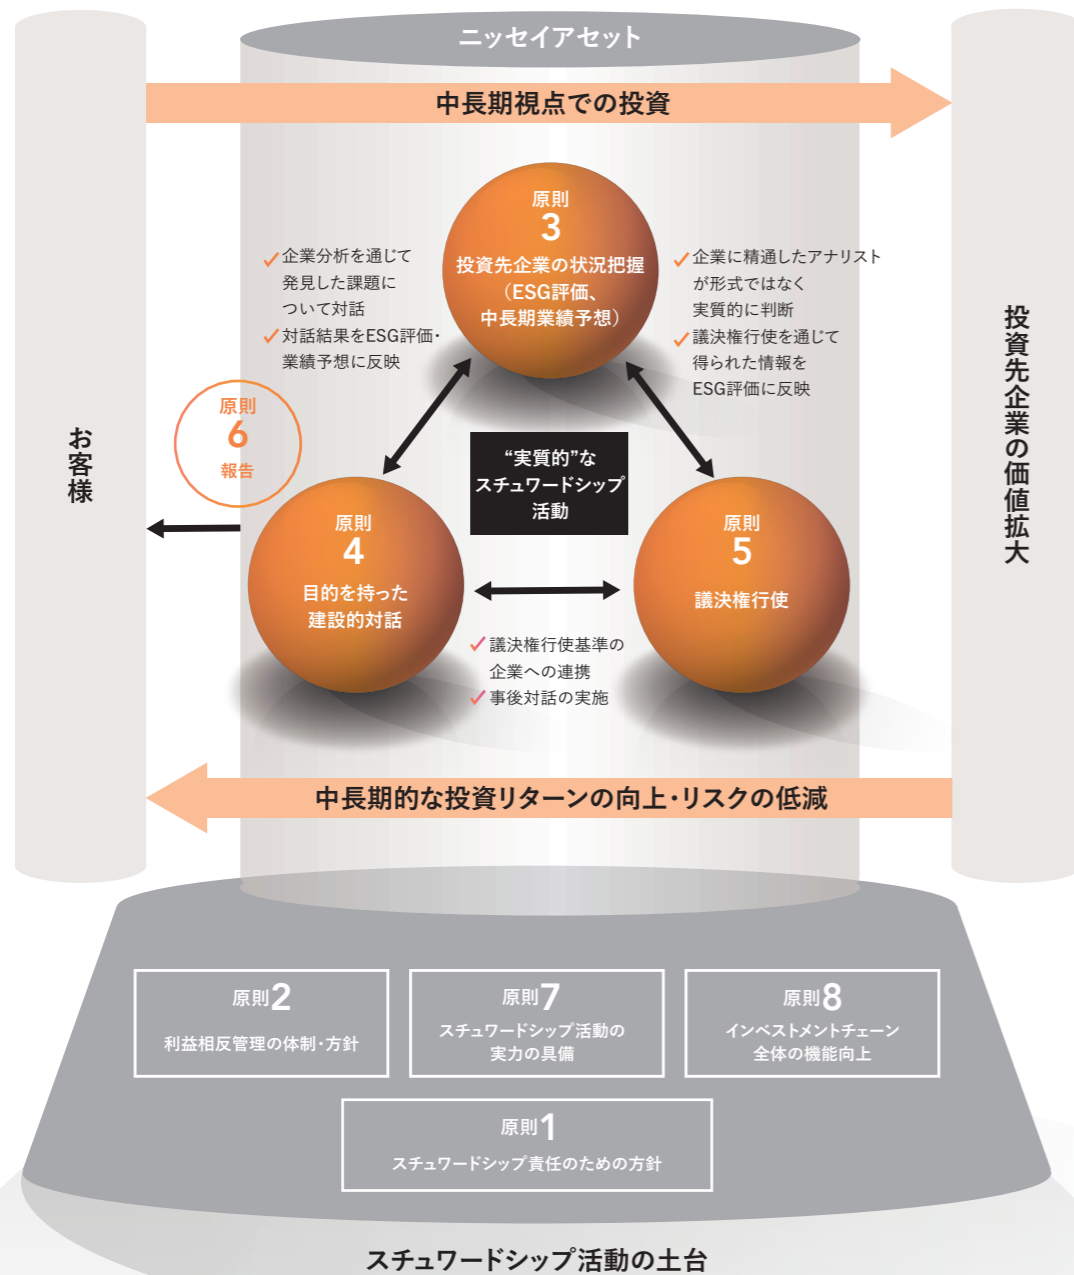 ニッセイアセット
中長期視点での投資
原則
3
投資先企業の状況把握
（ESG評価、
中長期業績予想）
企業分析を通じて
発見した課題に
ついて対話
対話結果をESG評価・
業績予想に反映
企業に精通したアナリスト
が形式ではなく
実質的に判断
議決権行使を通じて
得られた情報を
ESG評価に反映
お客様
原則
6
報告
“実質的”な
スチュワードシップ
活動
投資先企業の価値拡大
原則
4
目的を持った
建設的対話
原則
5
議決権行使
議決権行使基準の
企業への連携
事後対話の実施
中長期的な投資リターンの向上・リスクの低減
原則2
利益相反管理の体制・方針
原則7
スチュワードシップ活動の
実力の具備
原則8
インベストメントチェーン
全体の機能向上
原則1
スチュワードシップ責任のための方針
スチュワードシップ活動の土台